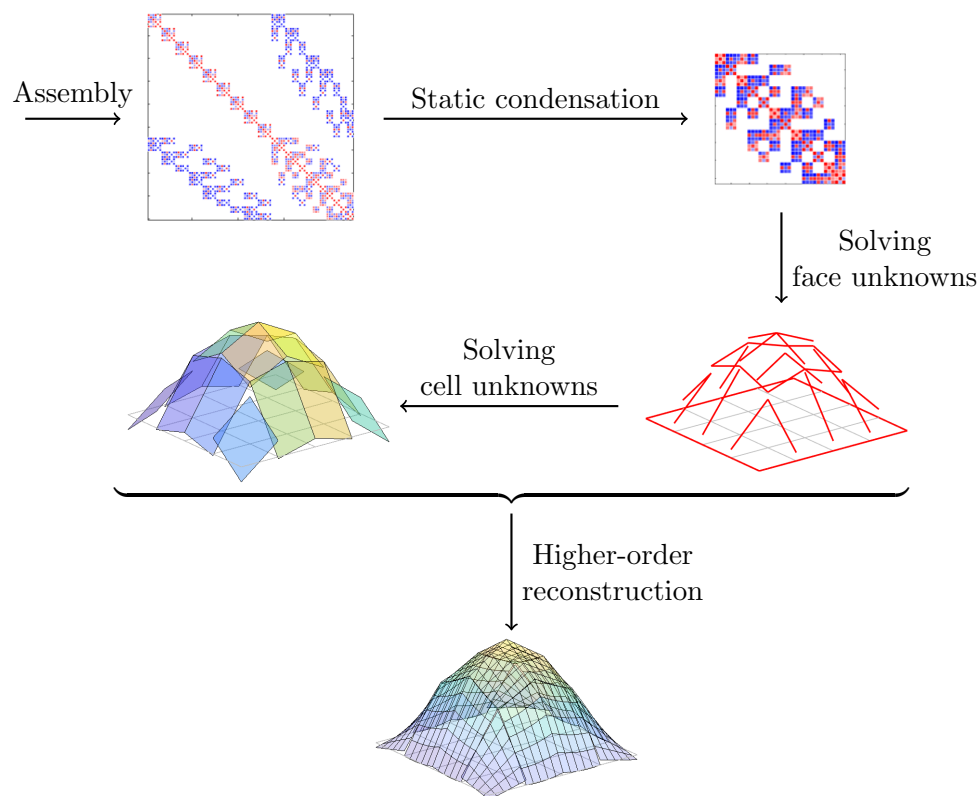 Assembly
Static condensation
Solving
face unknowns
Solving
cell unknowns
Higher-order
reconstruction